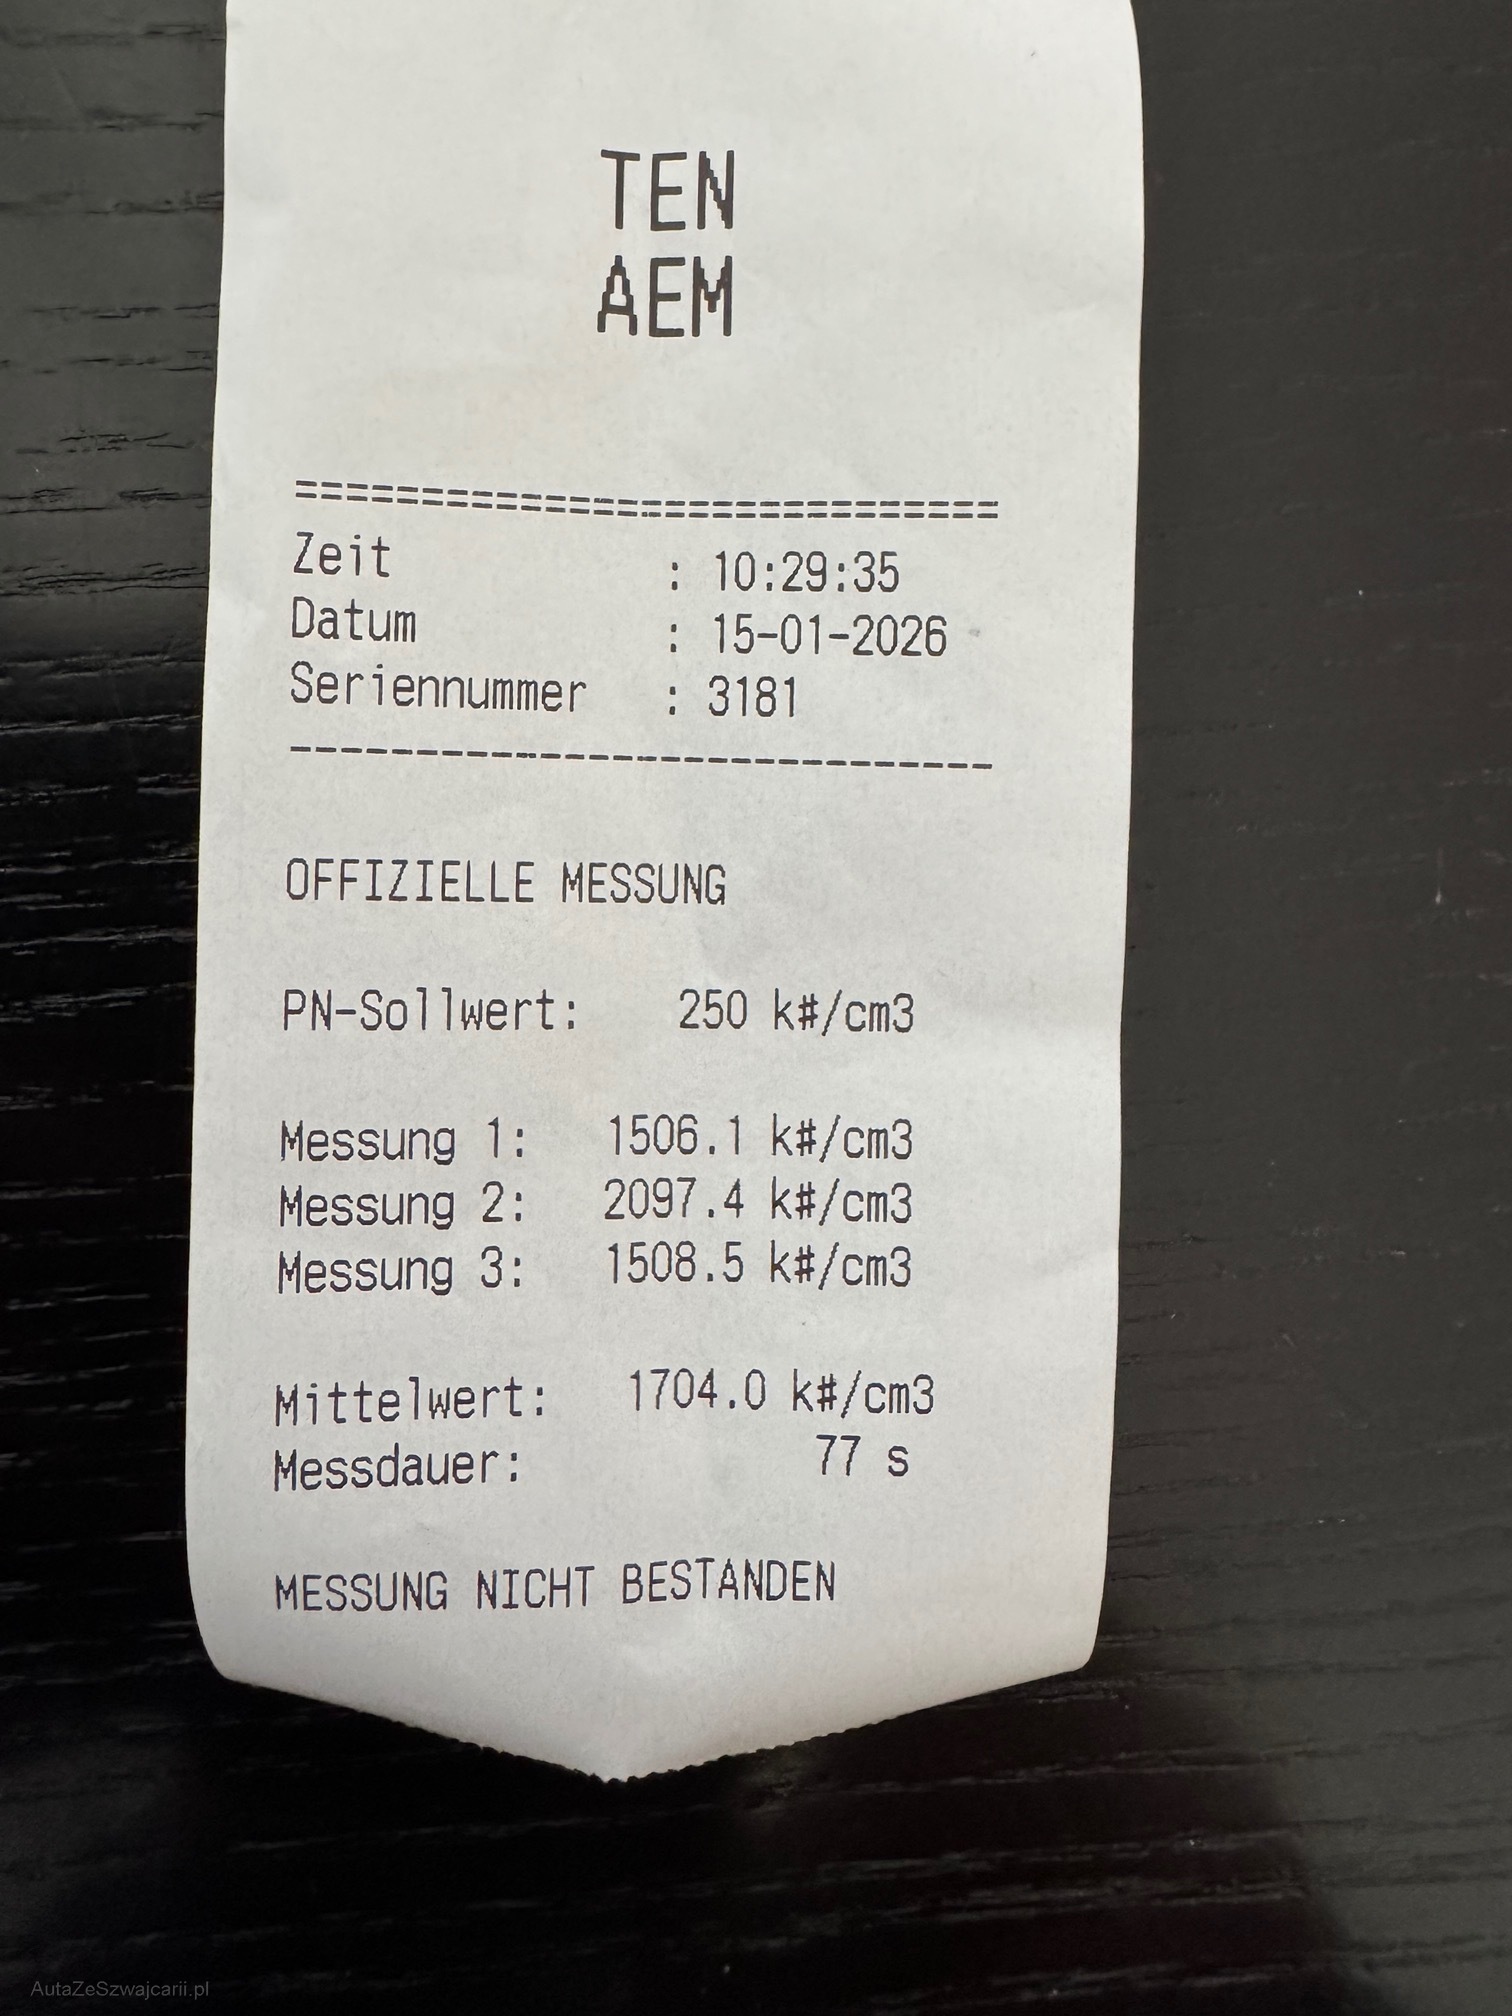 TEN
AEM
============================
Zeit : 10:29:35
Datum : 15-01-2026
Seriennummer : 3181
----------------------------
OFFIZIELLE MESSUNG
PN-Sollwert: 250 k#/cm3
Messung 1: 1506.1 k#/cm3
Messung 2: 2097.4 k#/cm3
Messung 3: 1508.5 k#/cm3
Mittelwert: 1704.0 k#/cm3
Messdauer: 77 s
MESSUNG NICHT BESTANDEN
AutaZeSzwajcarii.pl